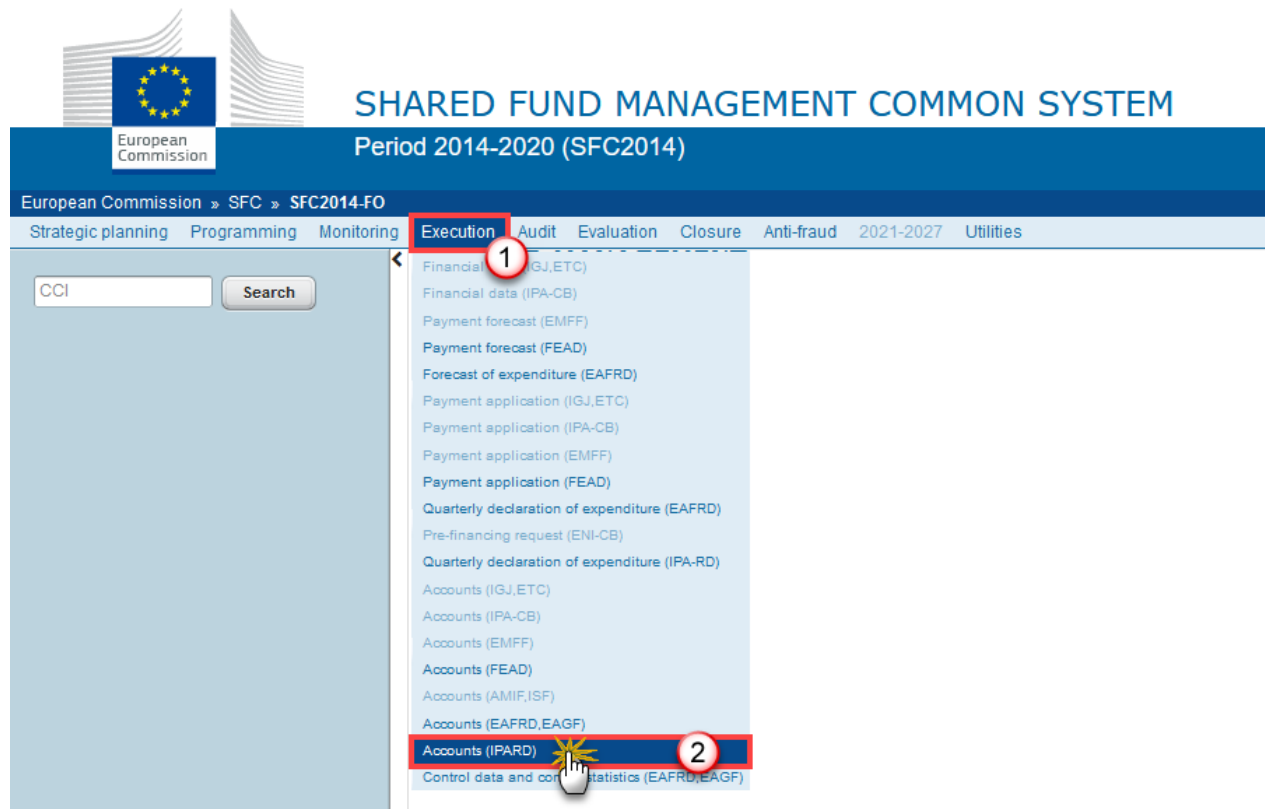 European
Commission
SHARED FUND MANAGEMENT COMMON SYSTEM
Period 2014-2020 (SFC2014)
European Commission » SFC » SFC2014-FO
Strategic planning Programming Monitoring Execution Audit Evaluation Closure Anti-fraud 2021-2027 Utilities
1
CCI Search
Financial IGJ,ETC)
Financial data (IPA-CB)
Payment forecast (EMFF)
Payment forecast (FEAD)
Forecast of expenditure (EAFRD)
Payment application (IGJ,ETC)
Payment application (IPA-CB)
Payment application (EMFF)
Payment application (FEAD)
Quarterly declaration of expenditure (EAFRD)
Pre-financing request (ENI-CB)
Quarterly declaration of expenditure (IPA-RD)
Accounts (IGJ,ETC)
Accounts (IPA-CB)
Accounts (EMFF)
Accounts (FEAD)
Accounts (AMIF,ISF)
Accounts (EAFRD,EAGF)
Accounts (IPARD) 2
Control data and statistics (EAFRD,EAGF)